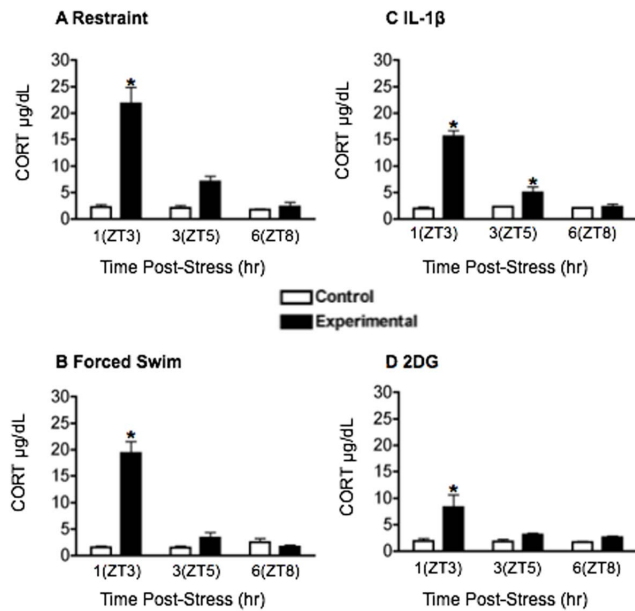 A Restraint
CORT µg/dL
30
25
20
15
10
5
0
*
1(ZT3) 3(ZT5) 6(ZT8)
Time Post-Stress (hr)
C IL-1β
CORT µg/dL
30
25
20
15
10
5
0
*
*
1(ZT3) 3(ZT5) 6(ZT8)
Time Post-Stress (hr)
Control
Experimental
B Forced Swim
CORT µg/dL
30
25
20
15
10
5
0
*
1(ZT3) 3(ZT5) 6(ZT8)
Time Post-Stress (hr)
D 2DG
CORT µg/dL
30
25
20
15
10
5
0
*
1(ZT3) 3(ZT5) 6(ZT8)
Time Post-Stress (hr)